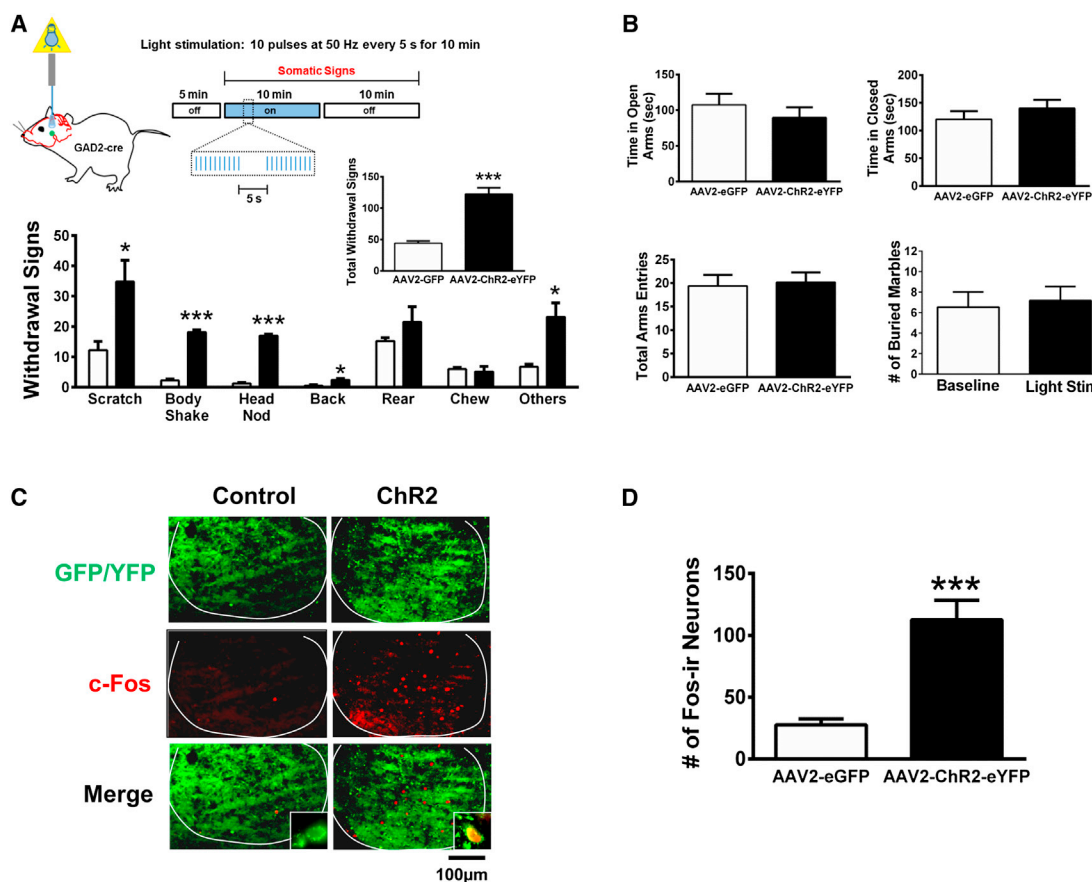 A
Light stimulation: 10 pulses at 50 Hz every 5 s for 10 min
Somatic Signs
5 min
10 min
10 min
off
on
off
GAD2-cre
5 s
Total Withdrawal Signs
150
100
50
0
***
AAV2-GFP
AAV2-ChR2-eYFP
Withdrawal Signs
50
40
30
20
10
0
*
***
***
*
*
Scratch
Body
Shake
Head
Nod
Back
Rear
Chew
Others
B
Time in Open
Arms (sec)
150
100
50
0
AAV2-eGFP
AAV2-ChR2-eYFP
Time in Closed
Arms (sec)
200
150
100
50
0
AAV2-eGFP
AAV2-ChR2-eYFP
Total Arms Entries
25
20
15
10
5
0
AAV2-eGFP
AAV2-ChR2-eYFP
# of Buried Marbles
10
8
6
4
2
0
Baseline
Light Stim
C
Control
ChR2
GFP/YFP
c-Fos
Merge
100µm
D
# of Fos-ir Neurons
150
100
50
0
***
AAV2-eGFP
AAV2-ChR2-eYFP